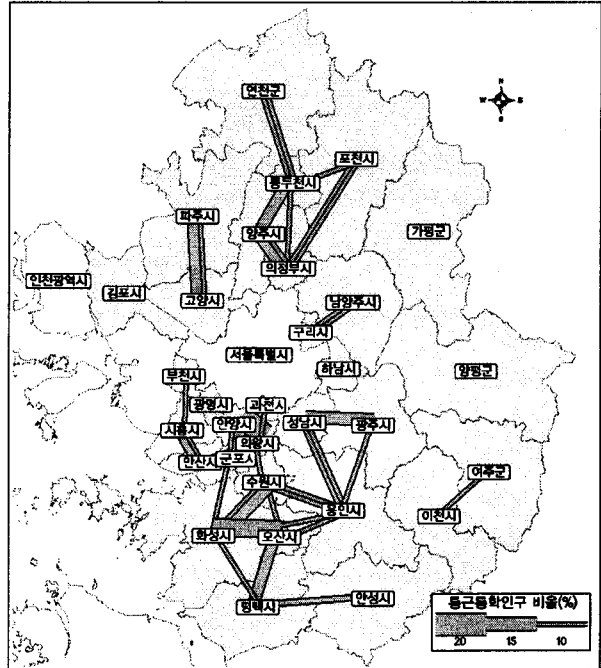 연천군
N
W E
S
포천시
동두천시
파주시
양주시
가평군
의정부시
인천광역시
김포시
고양시
남양주시
구리시
서울특별시
하남시
양평군
부천시
광명시
과천시
시흥시
안양시
성남시
광주시
의왕시
안산시
군포시
여주군
수원시
용인시
이천시
화성시
오산시
평택시
안성시
통근통학인구 비율(%)
20 15 10